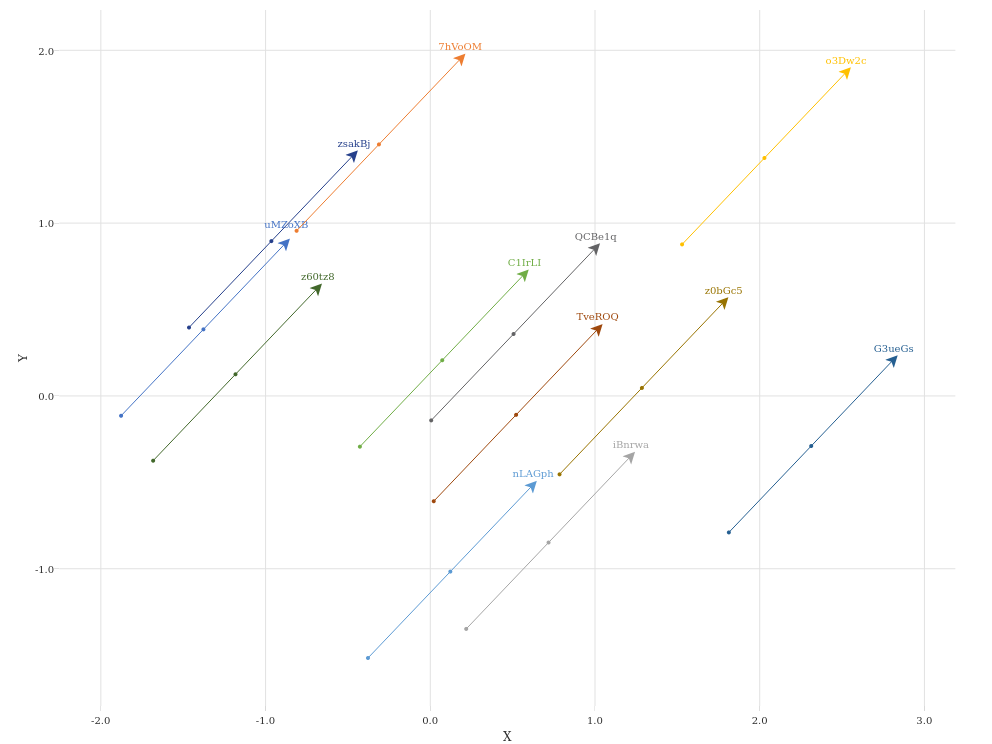 2.0
7hVoOM
o3Dw2c
zsakBj
1.0
uMZoXB
QCBe1q
C1IrLI
z60tz8
z0bGc5
TveROQ
G3ueGs
Y
0.0
iBnrwa
nLAGph
-1.0
-2.0 -1.0 0.0 1.0 2.0 3.0
X